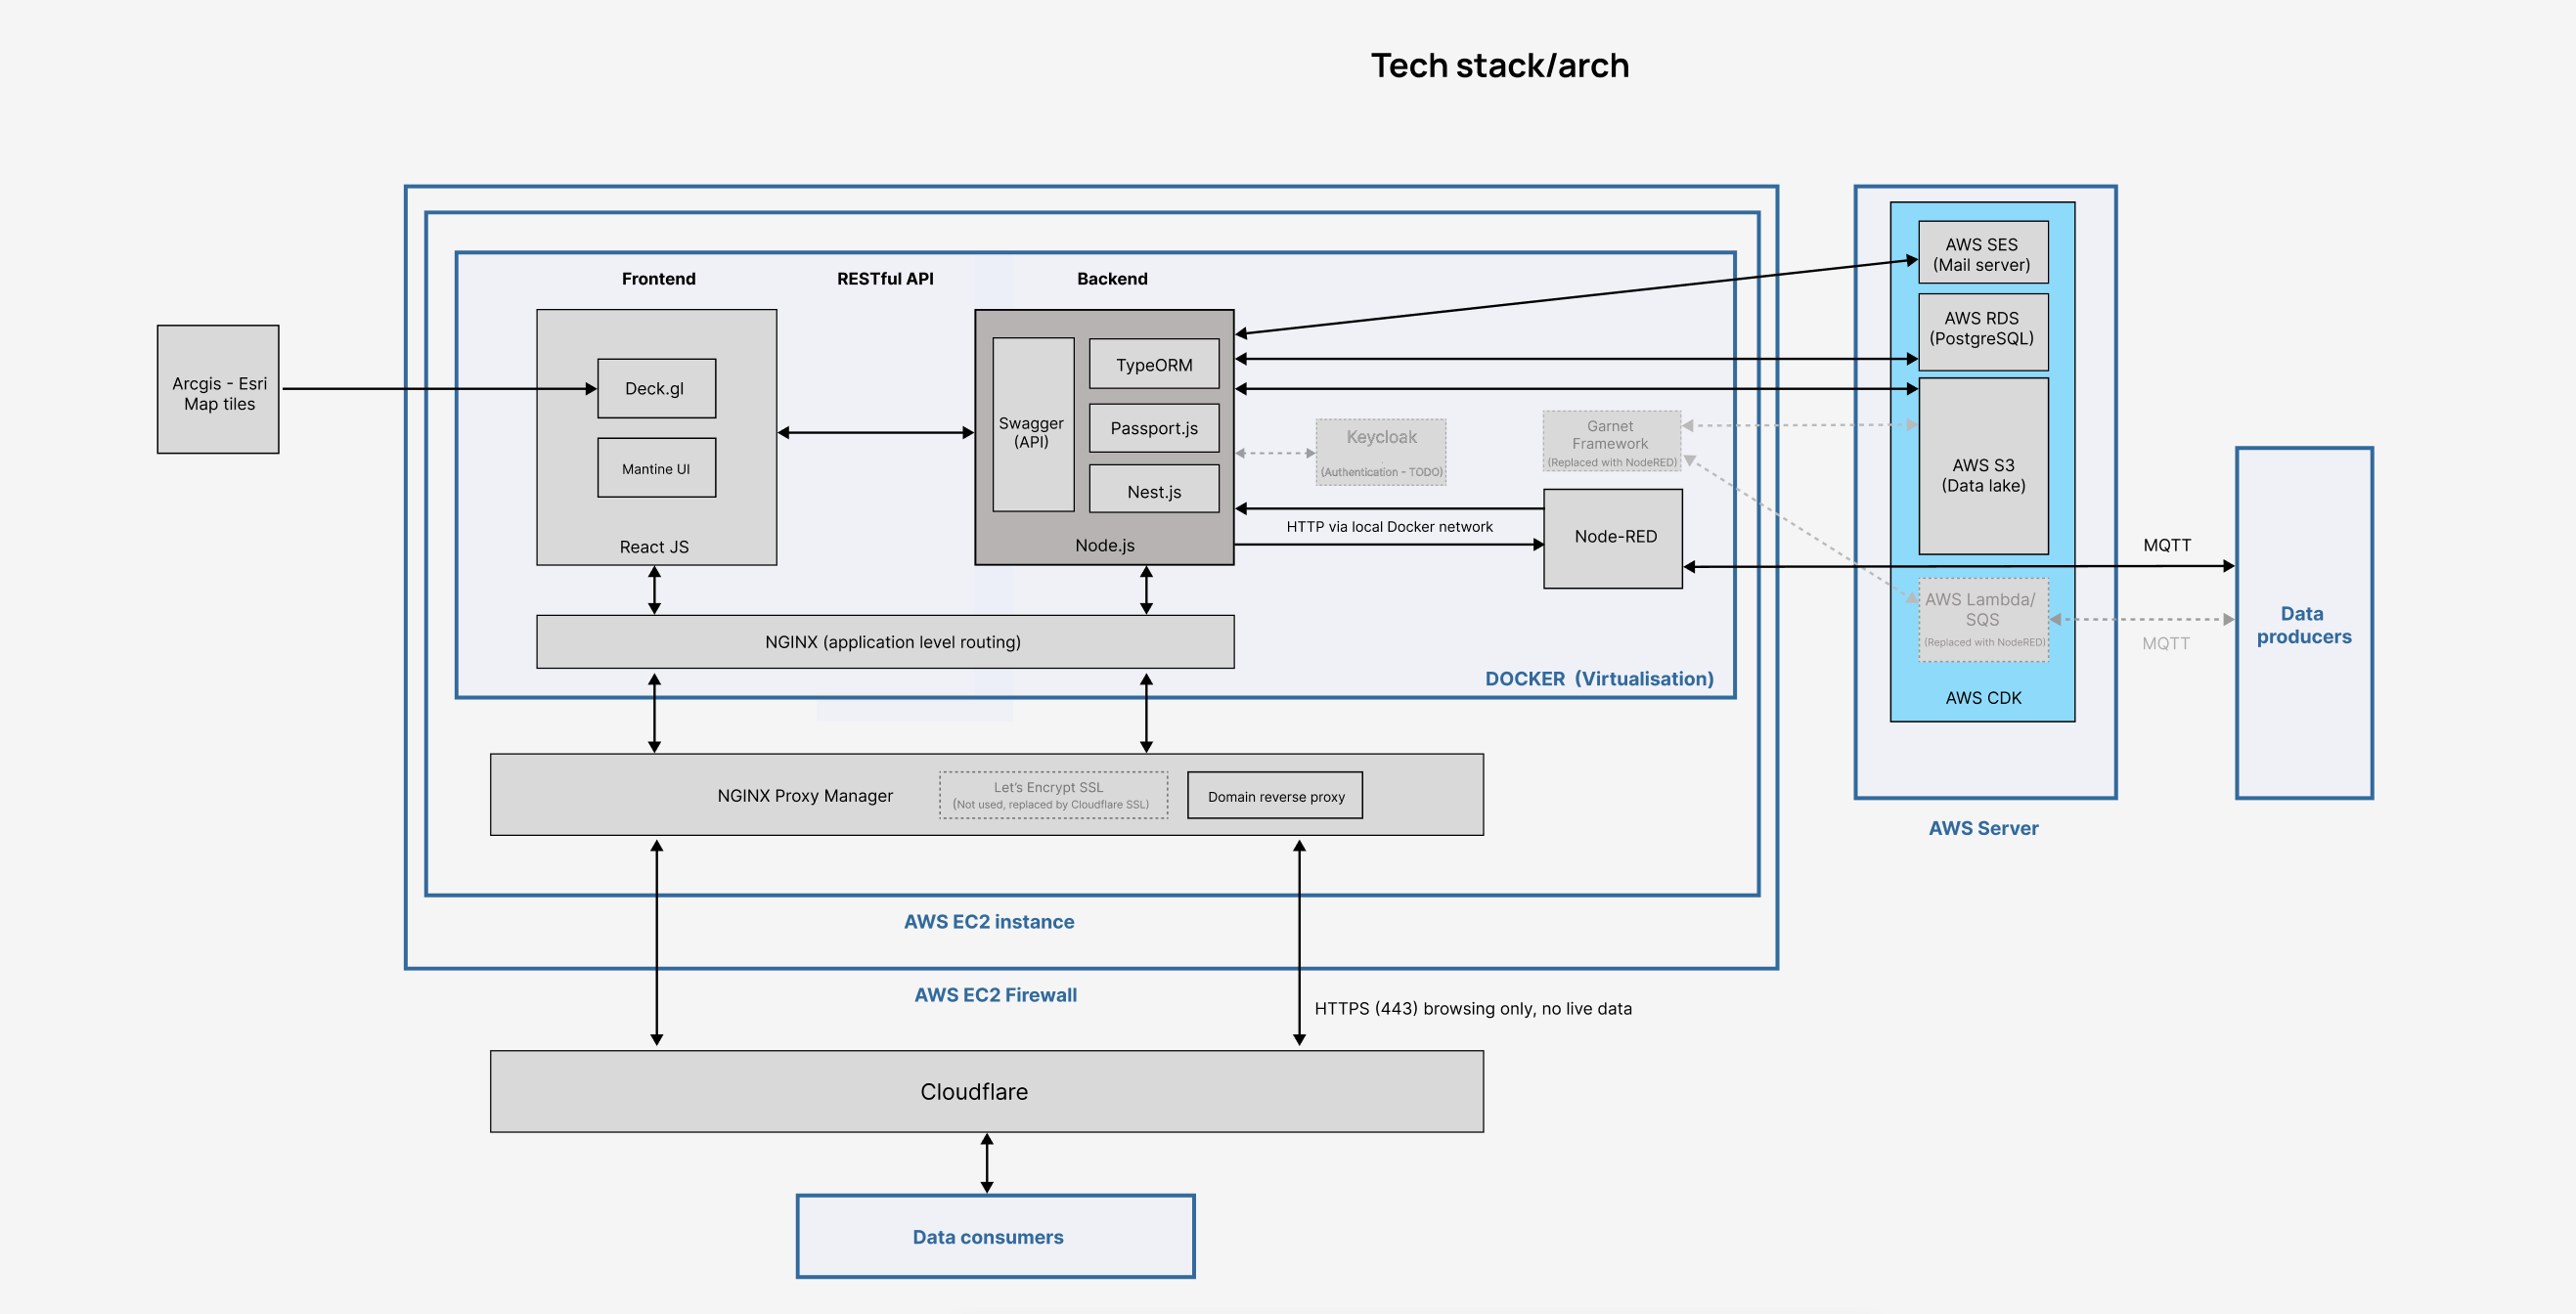 Tech stack/arch
Frontend
RESTful API
Backend
Arcgis - Esri
Map tiles
Deck.gl
Mantine UI
React JS
Swagger
(API)
TypeORM
Passport.js
Nest.js
Node.js
Keycloak
(Authentication - TODO)
Garnet
Framework
(Replaced with NodeRED)
HTTP via local Docker network
Node-RED
NGINX (application level routing)
DOCKER (Virtualisation)
AWS SES
(Mail server)
AWS RDS
(PostgreSQL)
AWS S3
(Data lake)
AWS Lambda/
SQS
(Replaced with NodeRED)
AWS CDK
AWS Server
MQTT
MQTT
Data
producers
NGINX Proxy Manager
Let's Encrypt SSL
(Not used, replaced by Cloudflare SSL)
Domain reverse proxy
AWS EC2 instance
AWS EC2 Firewall
HTTPS (443) browsing only, no live data
Cloudflare
Data consumers